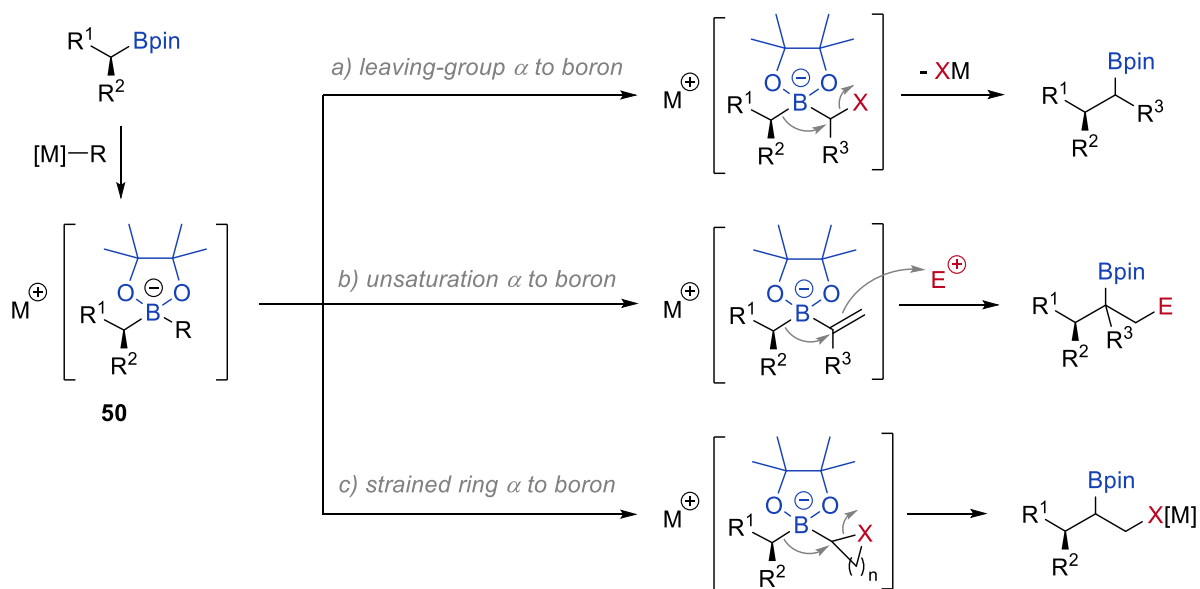 R1 Bpin
R2
[M]—R
M⊕
O ⊖ O
R1 B R
R2
50
a) leaving-group α to boron
M⊕
O ⊖ O
R1 B X
R2 R3
- XM
Bpin
R1 R3
R2
b) unsaturation α to boron
M⊕
O ⊖ O
R1 B
R2 R3
E⊕
Bpin
R1 E
R3
R2
c) strained ring α to boron
M⊕
O ⊖ O
R1 B X
R2 ( )n
Bpin
R1 X[M]
R2